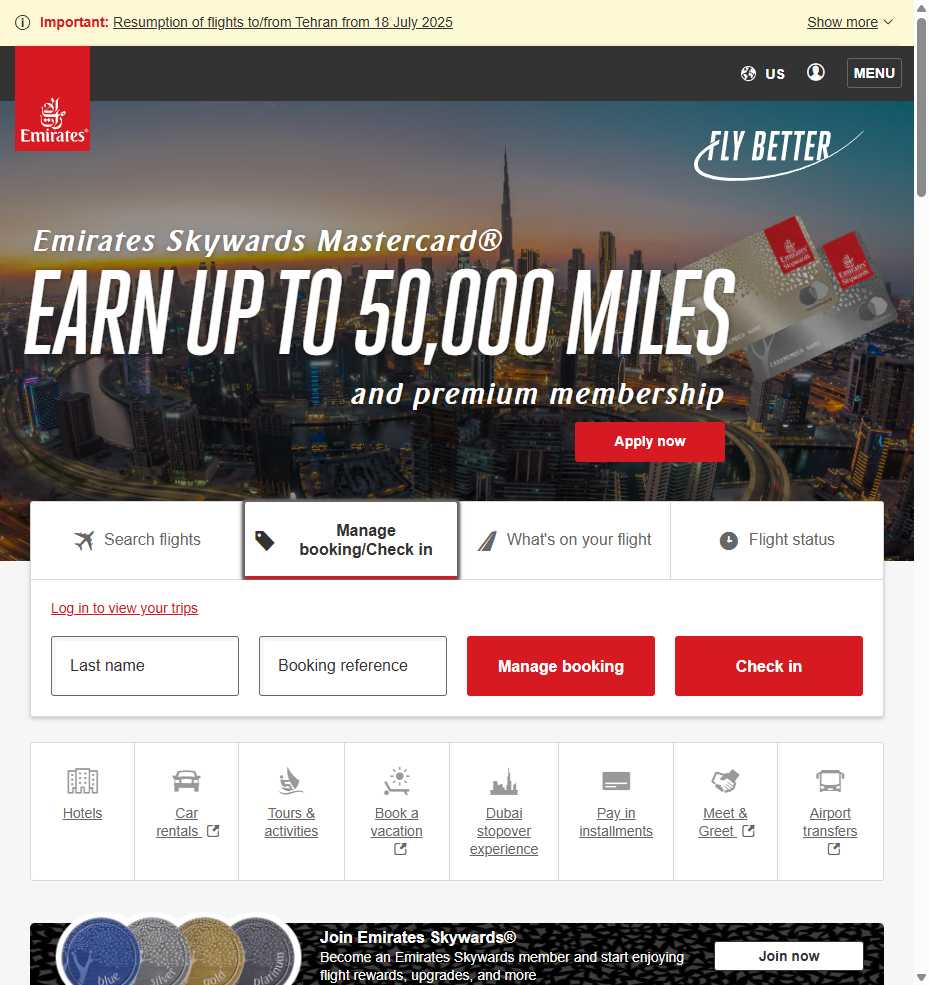 Important: Resumption of flights to/from Tehran from 18 July 2025
Show more
US
MENU
Emirates
FLY BETTER
Emirates Skywards Mastercard®
EARN UP TO 50,000 MILES
and premium membership
Apply now
Search flights
Manage
booking/Check in
What's on your flight
Flight status
Log in to view your trips
Last name
Booking reference
Manage booking
Check in
Hotels
Car
rentals
Tours &
activities
Book a
vacation
Dubai
stopover
experience
Pay in
installments
Meet &
Greet
Airport
transfers
blue
silver
gold
platinum
Join Emirates Skywards®
Become an Emirates Skywards member and start enjoying
flight rewards, upgrades, and more
Join now